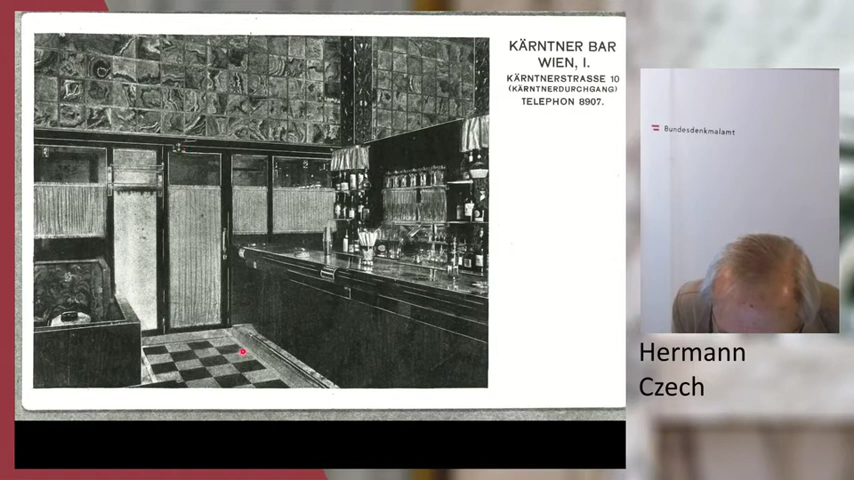 KÄRNTNER BAR
WIEN, I.
KÄRNTNERSTRASSE 10
(KÄRNTNERDURCHGANG)
TELEPHON 8907.
Bundesdenkmalamt
Hermann
Czech